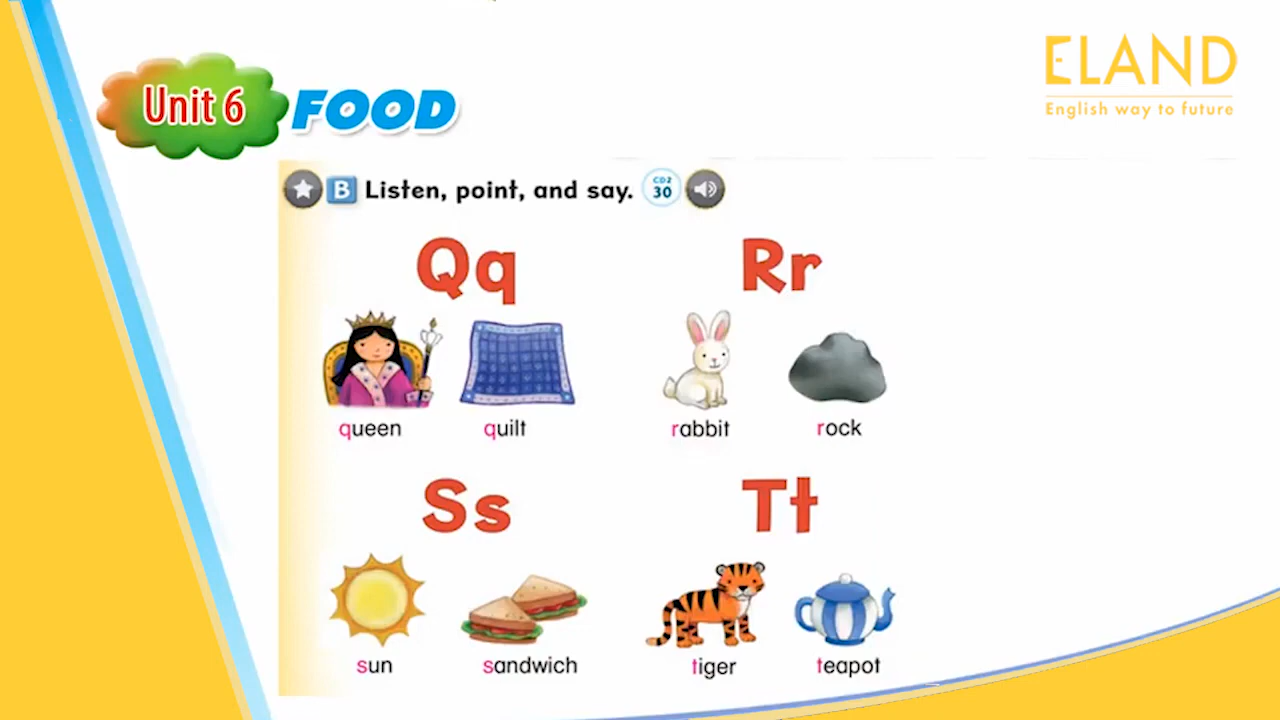 ELAND
English way to future
Unit 6 FOOD
B Listen, point, and say. CD2 30
Qq Rr
queen quilt rabbit rock
Ss Tt
sun sandwich tiger teapot